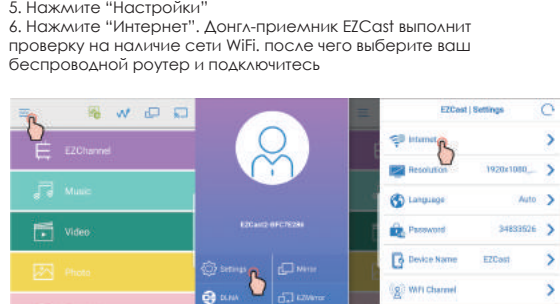 5. Нажмите “Настройки”
6. Нажмите “Интернет”. Донгл-приемник EZCast выполнит
проверку на наличие сети WiFi. после чего выберите ваш
беспроводной роутер и подключитесь
EZChannel
Music
Video
Photo
EZCast2-8FC7E286
Settings
Mirror
DLNA
EZMirror
EZCast | Settings
Internet
Resolution 1920x1080_...
Language Auto
Password 34833526
Device Name EZCast
WiFi Channel